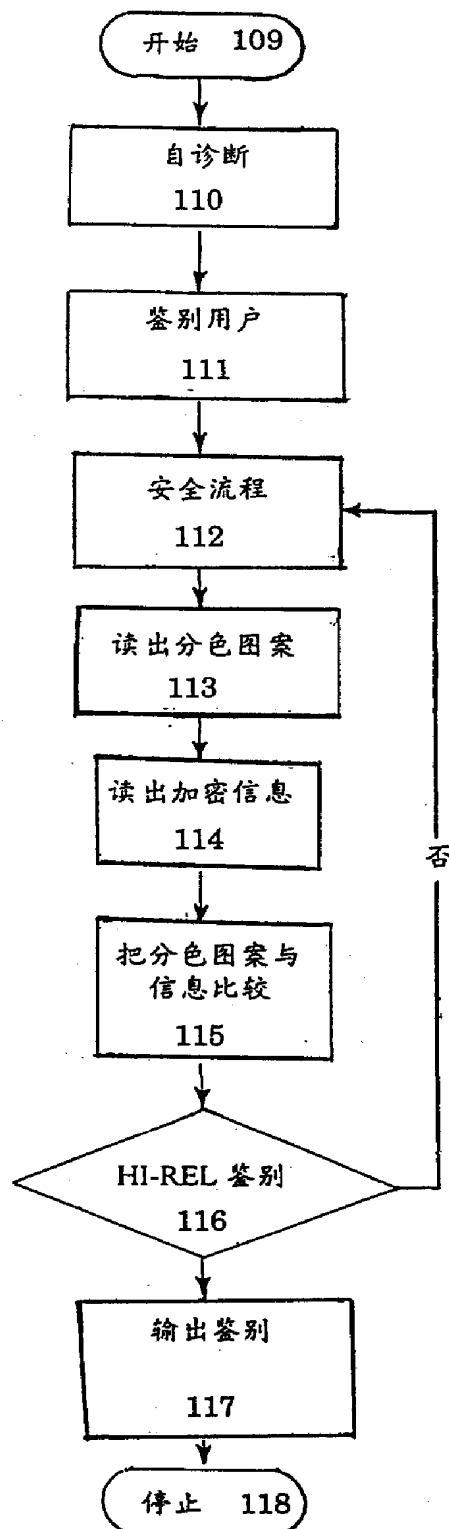 开始 109
自诊断
110
鉴别用户
111
安全流程
112
读出分色图案
113
读出加密信息
114
否
把分色图案与
信息比较
115
HI-REL 鉴别
116
输出鉴别
117
停止 118